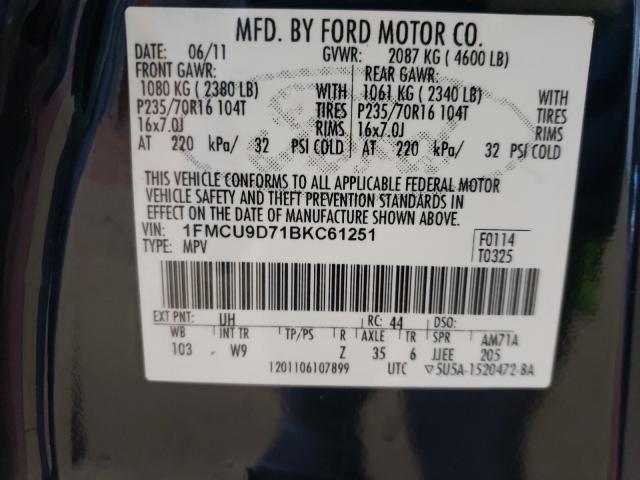 MFD. BY FORD MOTOR CO.
DATE: 06/11 GVWR: 2087 KG (4600 LB)
FRONT GAWR: REAR GAWR:
1080 KG (2380 LB) WITH 1061 KG (2340 LB) WITH
P235/70R16 104T TIRES P235/70R16 104T TIRES
16x7.0J RIMS 16x7.0J RIMS
AT 220 kPa/ 32 PSI COLD AT 220 kPa/ 32 PSI COLD
THIS VEHICLE CONFORMS TO ALL APPLICABLE FEDERAL MOTOR
VEHICLE SAFETY AND THEFT PREVENTION STANDARDS IN
EFFECT ON THE DATE OF MANUFACTURE SHOWN ABOVE.
VIN: 1FMCU9D71BKC61251 F0114
TYPE: MPV T0325
EXT PNT: UH RC: 44 DSO:
WB INT TR TP/PS R AXLE TR SPR AM71A
103 W9 Z 35 6 JJEE 205
1201106107899 UTC ▽5U5A-1520472-BA